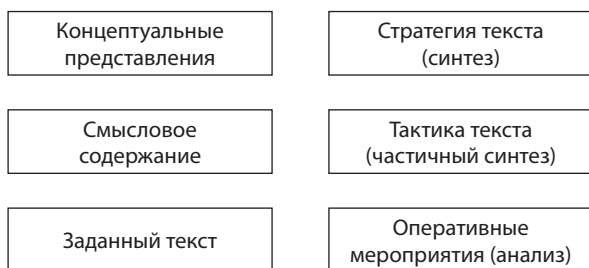 Концептуальные
представления
Стратегия текста
(синтез)
Смысловое
содержание
Тактика текста
(частичный синтез)
Заданный текст
Оперативные
мероприятия (анализ)